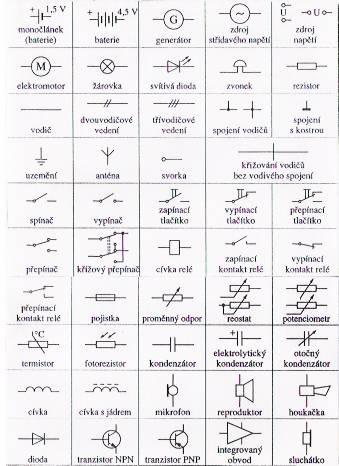 + 1,5 V
monočlánek
(baterie)
+ 4,5 V
baterie
G
generátor
zdroj
střídavého napětí
U
U
zdroj
napětí
M
elektromotor
žárovka
svítivá dioda
zvonek
rezistor
vodič
dvouvodičové
vedení
třívodičové
vedení
spojení vodičů
spojení
s kostrou
uzemění
anténa
svorka
křižování vodičů
bez vodivého spojení
spínač
vypínač
zapínací
tlačítko
vypínací
tlačítko
přepínací
tlačítko
přepínač
křížový přepínač
cívka relé
zapínací
kontakt relé
vypínací
kontakt relé
přepínací
kontakt relé
pojistka
proměnný odpor
reostat
potenciometr
°C
termistor
fotorezistor
kondenzátor
+
elektrolytický
kondenzátor
otočný
kondenzátor
cívka
cívka s jádrem
mikrofon
reproduktor
houkačka
dioda
tranzistor NPN
tranzistor PNP
integrovaný
obvod
sluchátko